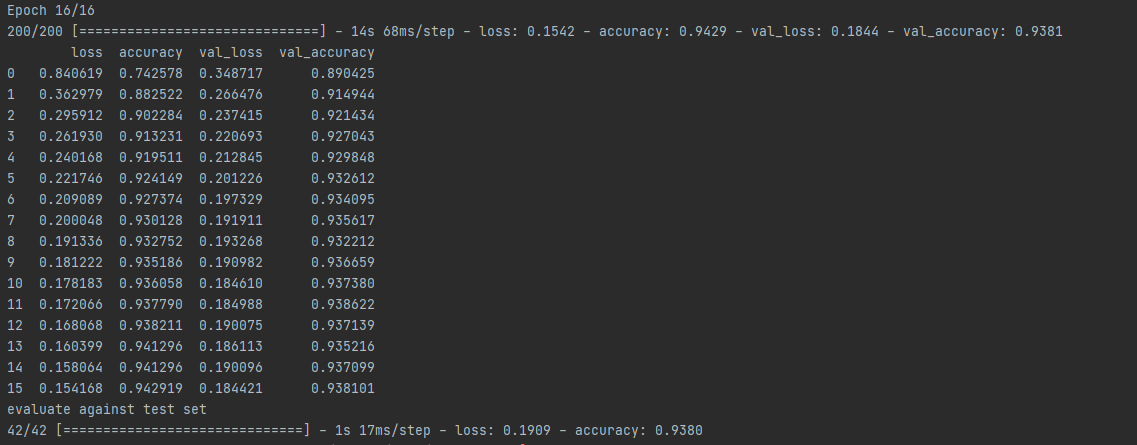 Epoch 16/16
200/200 [==============================] - 14s 68ms/step - loss: 0.1542 - accuracy: 0.9429 - val_loss: 0.1844 - val_accuracy: 0.9381
loss accuracy val_loss val_accuracy
0 0.840619 0.742578 0.348717 0.890425
1 0.362979 0.882522 0.266476 0.914944
2 0.295912 0.902284 0.237415 0.921434
3 0.261930 0.913231 0.220693 0.927043
4 0.240168 0.919511 0.212845 0.929848
5 0.221746 0.924149 0.201226 0.932612
6 0.209089 0.927374 0.197329 0.934095
7 0.200048 0.930128 0.191911 0.935617
8 0.191336 0.932752 0.193268 0.932212
9 0.181222 0.935186 0.190982 0.936659
10 0.178183 0.936058 0.184610 0.937380
11 0.172066 0.937790 0.184988 0.938622
12 0.168068 0.938211 0.190075 0.937139
13 0.160399 0.941296 0.186113 0.935216
14 0.158064 0.941296 0.190096 0.937099
15 0.154168 0.942919 0.184421 0.938101
evaluate against test set
42/42 [==============================] - 1s 17ms/step - loss: 0.1909 - accuracy: 0.9380